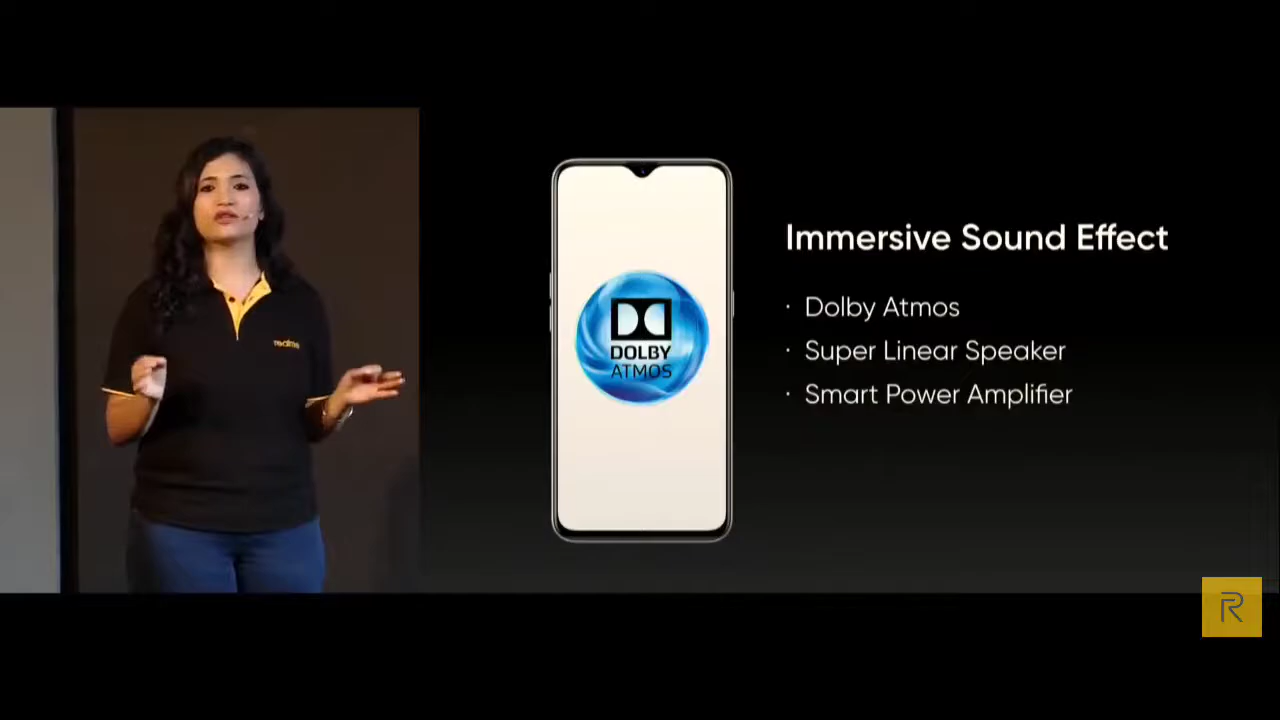 realme
DOLBY
ATMOS
Immersive Sound Effect
· Dolby Atmos
· Super Linear Speaker
· Smart Power Amplifier
R